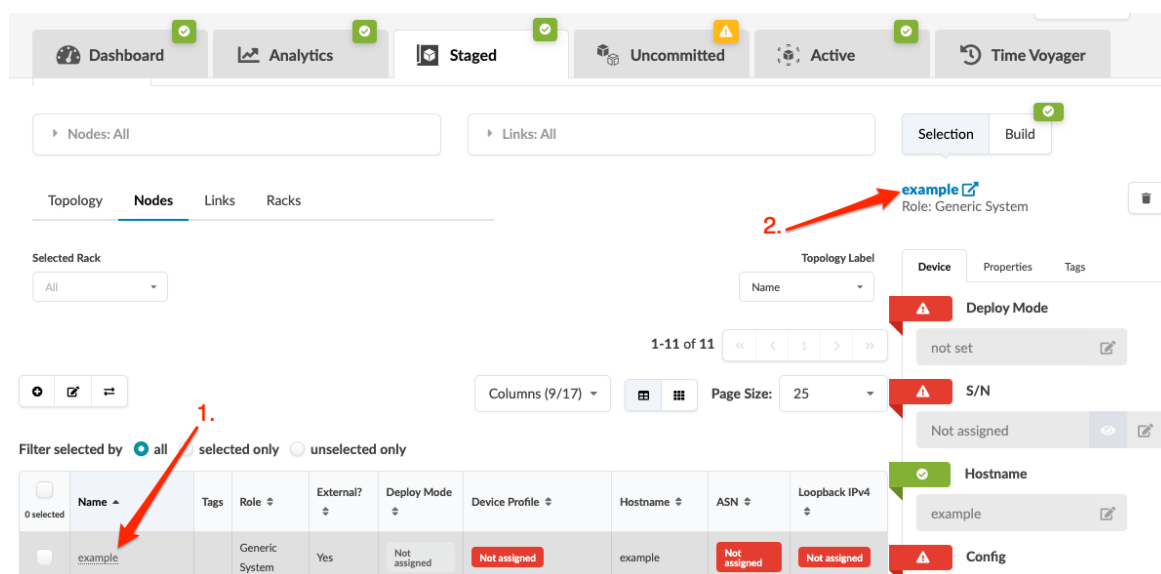 Dashboard
Analytics
Staged
Uncommitted
Active
Time Voyager
Nodes: All
Links: All
Selection
Build
Topology
Nodes
Links
Racks
example
Role: Generic System
2.
Selected Rack
All
Topology Label
Name
Device
Properties
Tags
Deploy Mode
not set
1-11 of 11
« < 1 > »
Columns (9/17)
Page Size:
25
S/N
Not assigned
1.
Filter selected by
all
selected only
unselected only
Hostname
example
0 selected
Name
Tags
Role
External?
Deploy Mode
Device Profile
Hostname
ASN
Loopback IPv4
example
Generic
System
Yes
Not
assigned
Not assigned
example
Not
assigned
Not assigned
Config